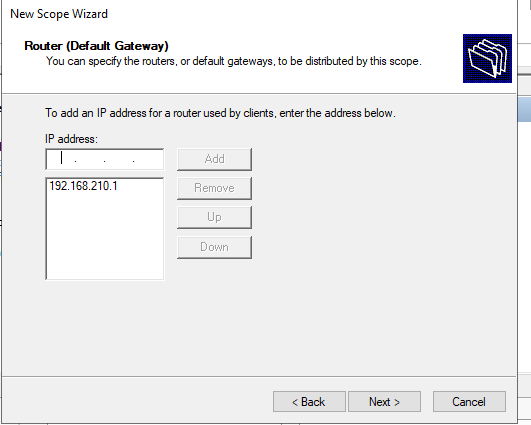 New Scope Wizard
Router (Default Gateway)
You can specify the routers, or default gateways, to be distributed by this scope.
To add an IP address for a router used by clients, enter the address below.
IP address:
. . .
Add
192.168.210.1
Remove
Up
Down
< Back
Next >
Cancel